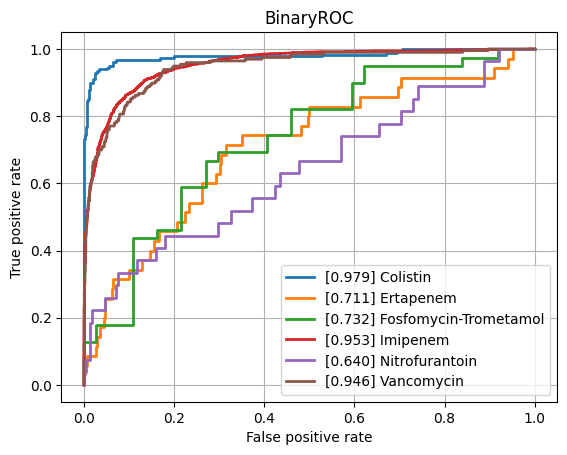 BinaryROC
True positive rate
1.0
0.8
0.6
0.4
0.2
0.0
[0.979] Colistin
[0.711] Ertapenem
[0.732] Fosfomycin-Trometamol
[0.953] Imipenem
[0.640] Nitrofurantoin
[0.946] Vancomycin
0.0 0.2 0.4 0.6 0.8 1.0
False positive rate